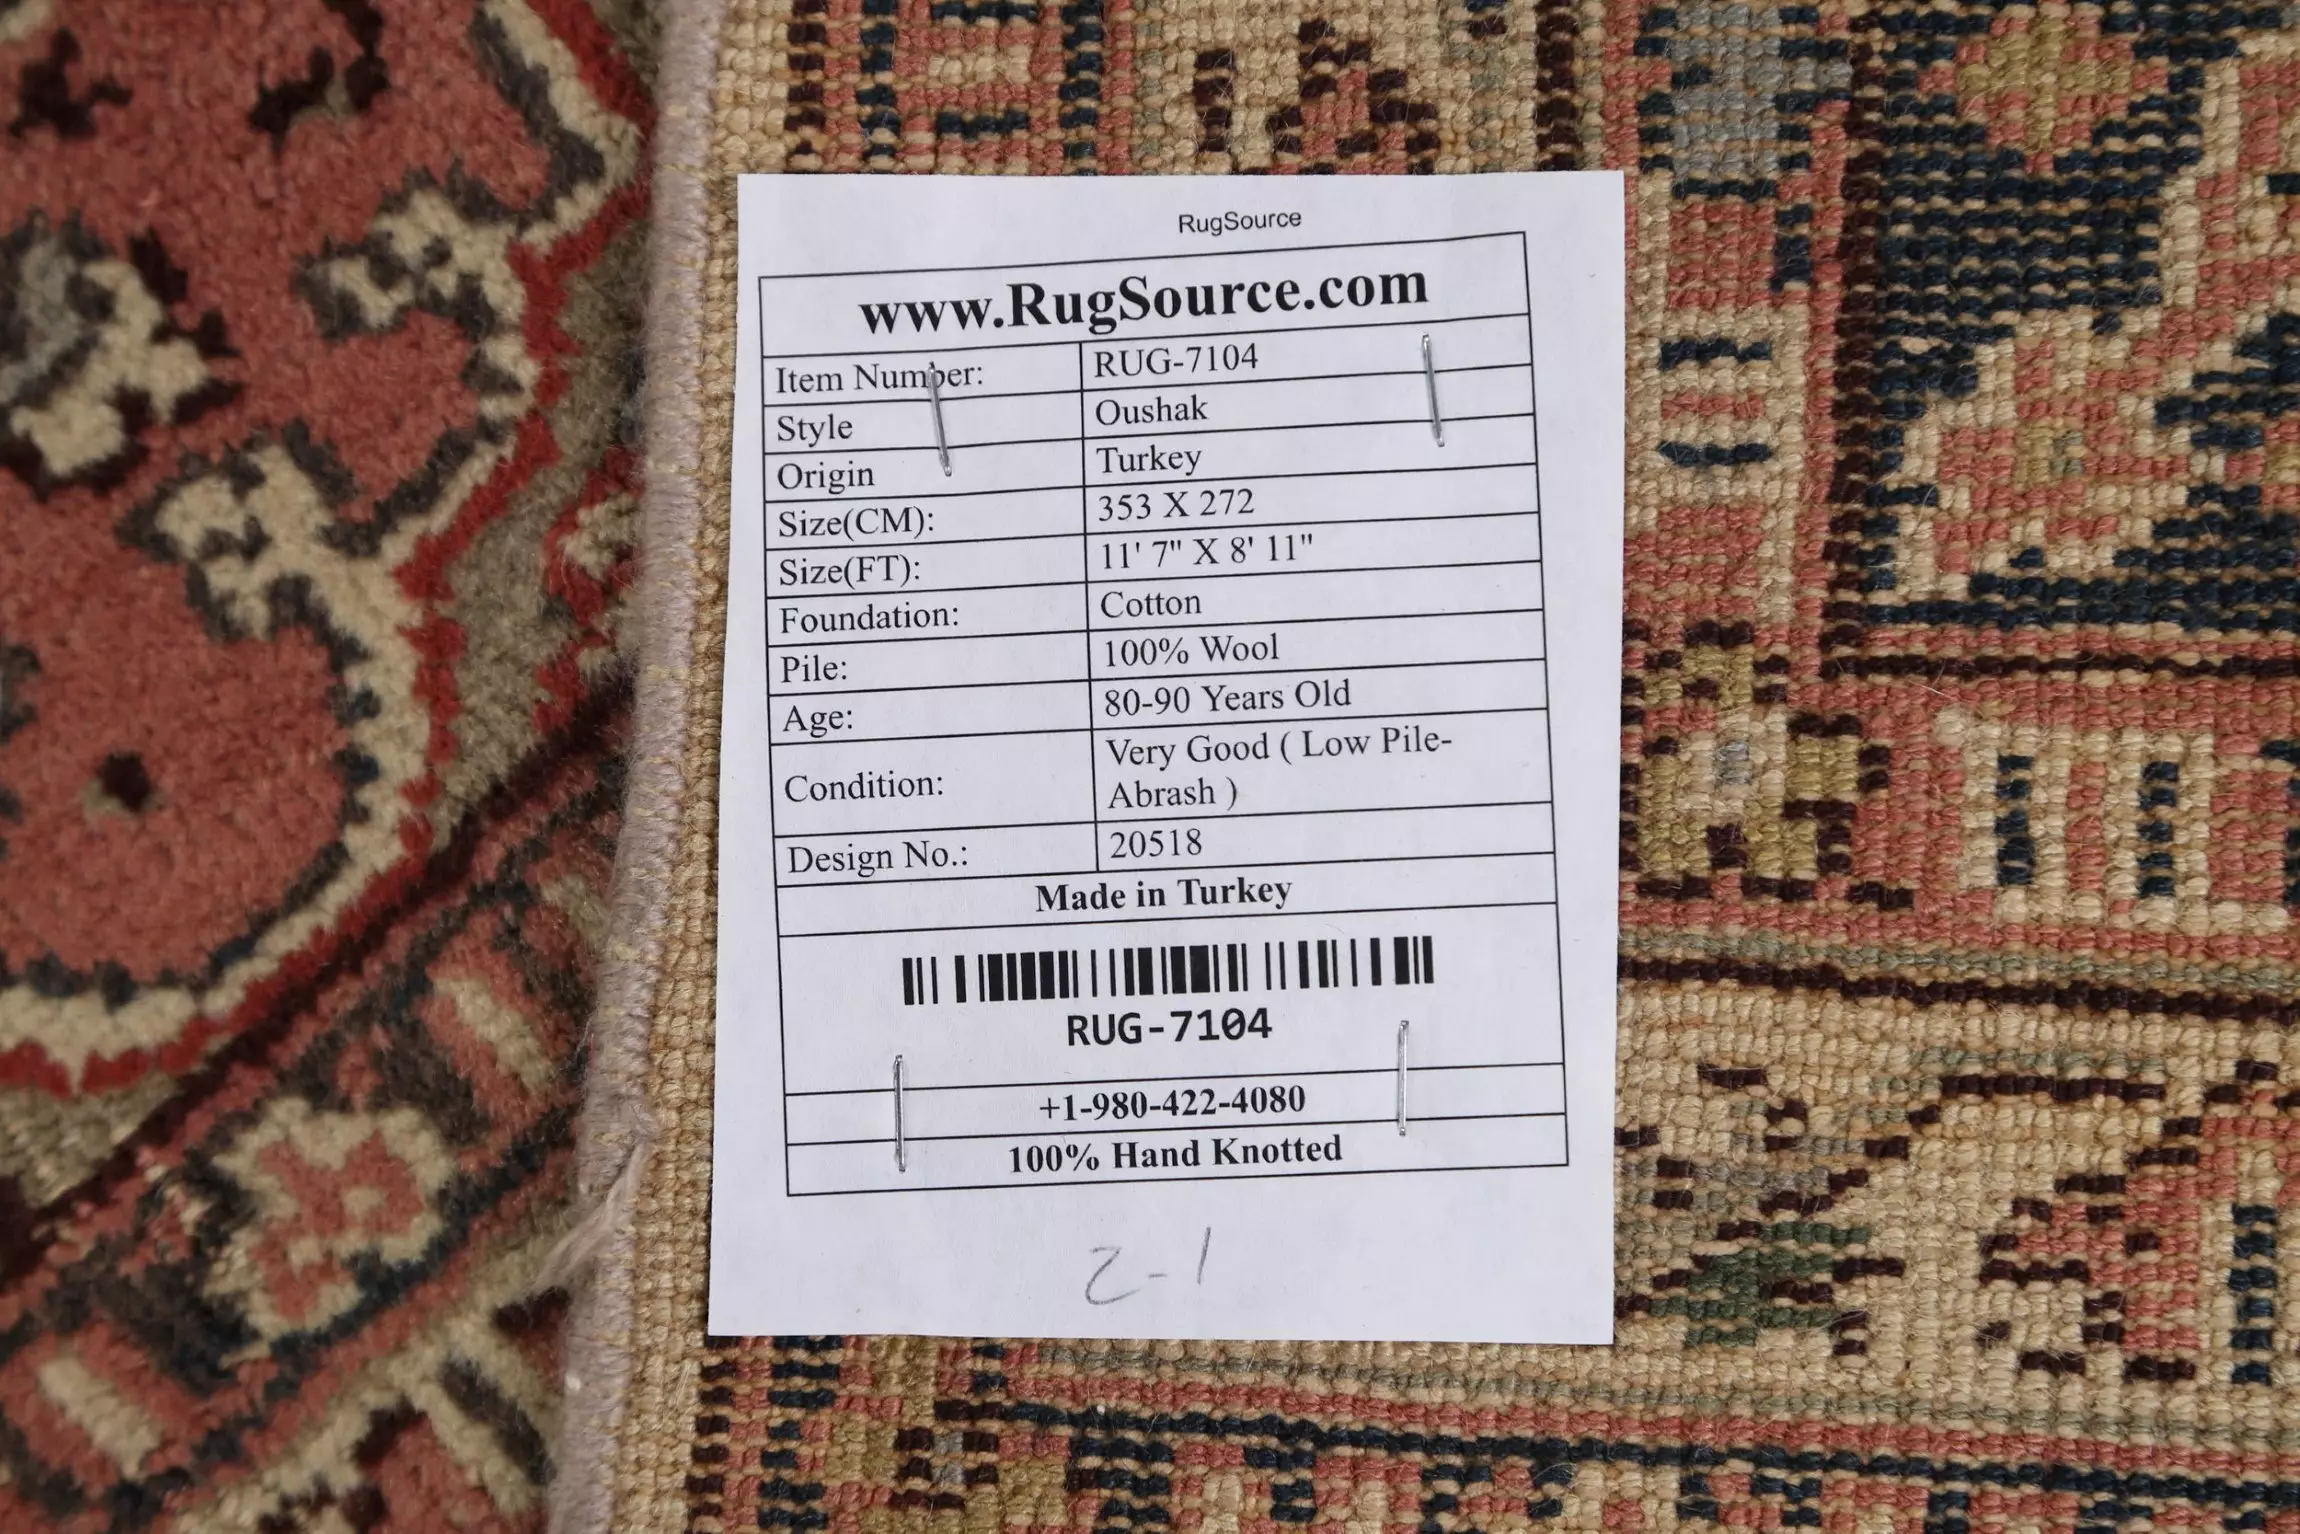 RugSource
www.RugSource.com
Item Number: RUG-7104
Style Oushak
Origin Turkey
Size(CM): 353 X 272
Size(FT): 11' 7" X 8' 11"
Foundation: Cotton
Pile: 100% Wool
Age: 80-90 Years Old
Condition: Very Good ( Low Pile-
Abrash )
Design No.: 20518
Made in Turkey
RUG-7104
+1-980-422-4080
100% Hand Knotted
2-1